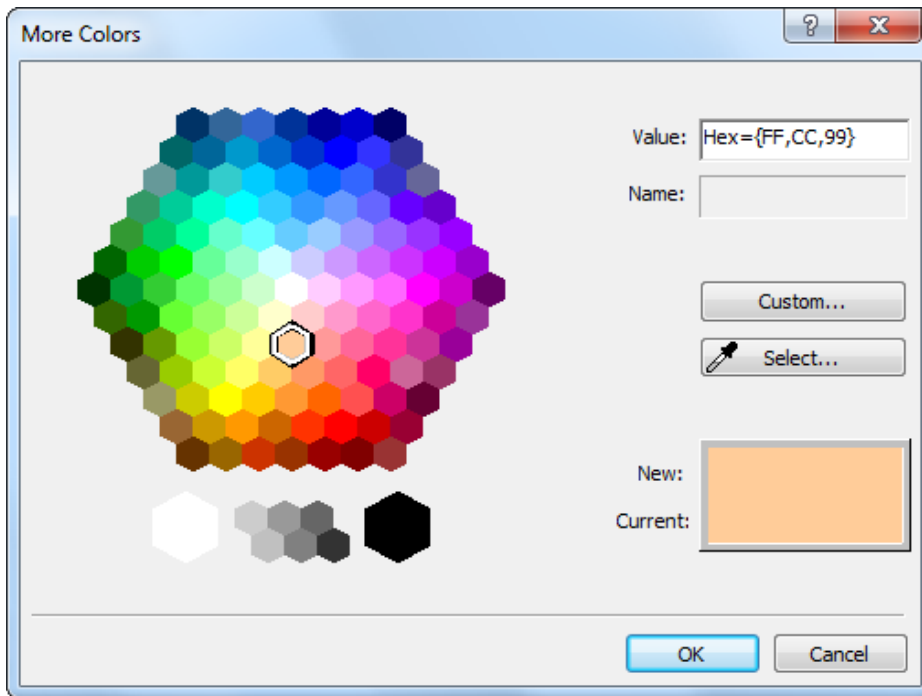 More Colors
Value: Hex={FF,CC,99}
Name:
Custom...
Select...
New:
Current:
OK
Cancel